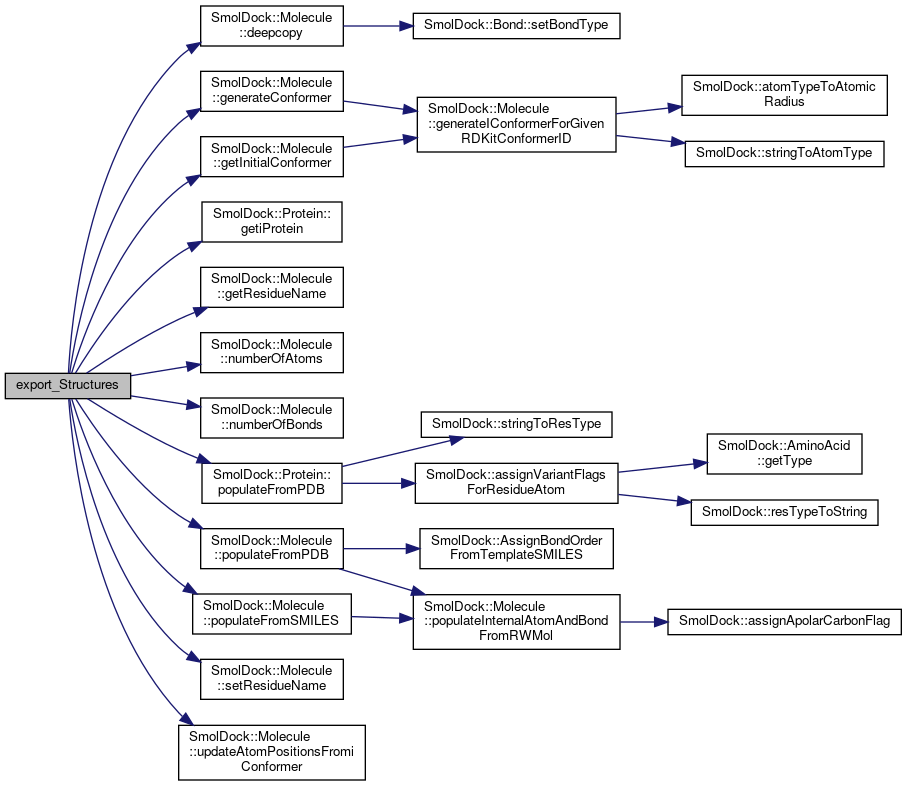 export_Structures
SmolDock::Molecule
::deepcopy
SmolDock::Bond::setBondType
SmolDock::Molecule
::generateConformer
SmolDock::Molecule
::generateIConformerForGiven
RDKitConformerID
SmolDock::atomTypeToAtomic
Radius
SmolDock::stringToAtomType
SmolDock::Molecule
::getInitialConformer
SmolDock::Protein::
getiProtein
SmolDock::Molecule
::getResidueName
SmolDock::Molecule
::numberOfAtoms
SmolDock::Molecule
::numberOfBonds
SmolDock::Protein::
populateFromPDB
SmolDock::stringToResType
SmolDock::assignVariantFlags
ForResidueAtom
SmolDock::AminoAcid
::getType
SmolDock::resTypeToString
SmolDock::Molecule
::populateFromPDB
SmolDock::AssignBondOrder
FromTemplateSMILES
SmolDock::Molecule
::populateInternalAtomAndBond
FromRWMol
SmolDock::assignApolarCarbonFlag
SmolDock::Molecule
::populateFromSMILES
SmolDock::Molecule
::setResidueName
SmolDock::Molecule
::updateAtomPositionsFromi
Conformer